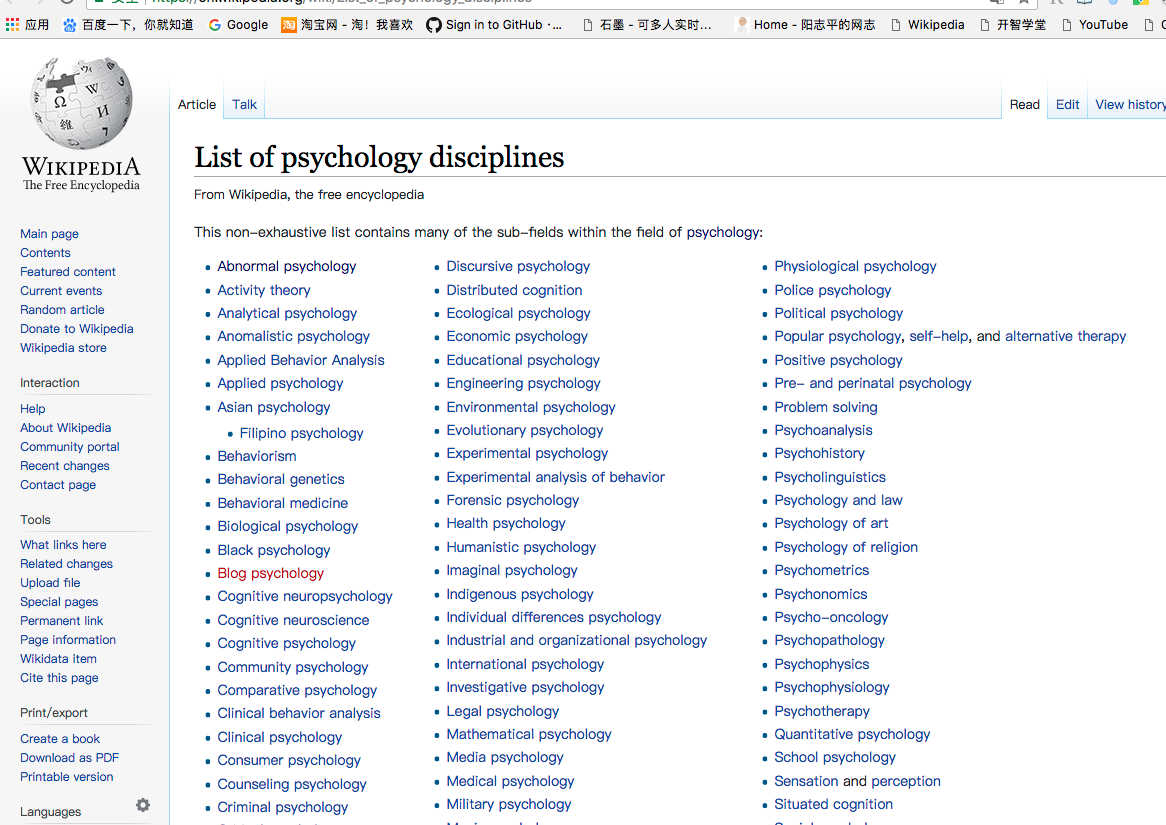 应用 百度一下，你就知道 Google 淘宝网 - 淘！我喜欢 Sign in to GitHub · ... 石墨 - 可多人实时... Home - 阳志平的网志 Wikipedia 开智学堂 YouTube
WIKIPEDIA
The Free Encyclopedia
Main page
Contents
Featured content
Current events
Random article
Donate to Wikipedia
Wikipedia store
Interaction
Help
About Wikipedia
Community portal
Recent changes
Contact page
Tools
What links here
Related changes
Upload file
Special pages
Permanent link
Page information
Wikidata item
Cite this page
Print/export
Create a book
Download as PDF
Printable version
Languages
Article Talk Read Edit View history
List of psychology disciplines
From Wikipedia, the free encyclopedia
This non-exhaustive list contains many of the sub-fields within the field of psychology:
Abnormal psychology
Activity theory
Analytical psychology
Anomalistic psychology
Applied Behavior Analysis
Applied psychology
Asian psychology
Filipino psychology
Behaviorism
Behavioral genetics
Behavioral medicine
Biological psychology
Black psychology
Blog psychology
Cognitive neuropsychology
Cognitive neuroscience
Cognitive psychology
Community psychology
Comparative psychology
Clinical behavior analysis
Clinical psychology
Consumer psychology
Counseling psychology
Criminal psychology
Discursive psychology
Distributed cognition
Ecological psychology
Economic psychology
Educational psychology
Engineering psychology
Environmental psychology
Evolutionary psychology
Experimental psychology
Experimental analysis of behavior
Forensic psychology
Health psychology
Humanistic psychology
Imaginal psychology
Indigenous psychology
Individual differences psychology
Industrial and organizational psychology
International psychology
Investigative psychology
Legal psychology
Mathematical psychology
Media psychology
Medical psychology
Military psychology
Physiological psychology
Police psychology
Political psychology
Popular psychology, self-help, and alternative therapy
Positive psychology
Pre- and perinatal psychology
Problem solving
Psychoanalysis
Psychohistory
Psycholinguistics
Psychology and law
Psychology of art
Psychology of religion
Psychometrics
Psychonomics
Psycho-oncology
Psychopathology
Psychophysics
Psychophysiology
Psychotherapy
Quantitative psychology
School psychology
Sensation and perception
Situated cognition